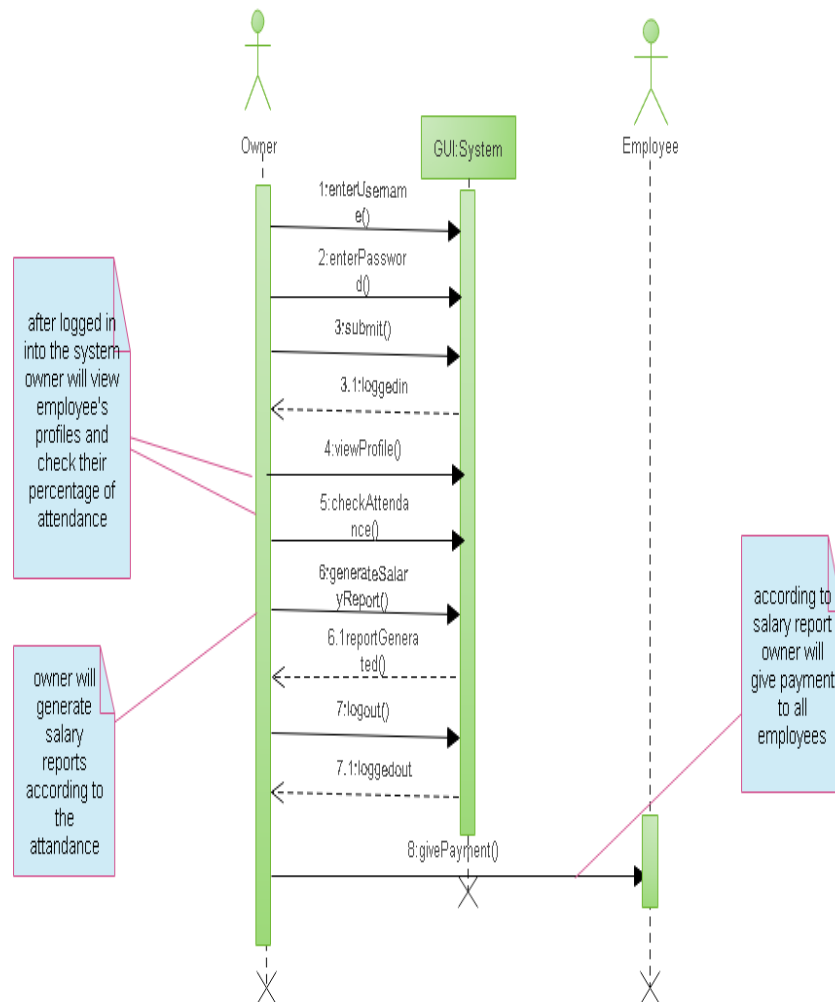 Owner
GUI:System
Employee
1:enterUsernam
e()
2:enterPasswor
d()
3:submit()
3.1:loggedin
4:viewProfile()
5:checkAttenda
nce()
6:generateSalar
yReport()
6.1reportGenera
ted()
7:logout()
7.1:loggedout
8:givePayment()
after logged in
into the system
owner will view
employee's
profiles and
check their
percentage of
attendance
owner will
generate
salary
reports
according to
the
attandance
according to
salary report
owner will
give payment
to all
employees